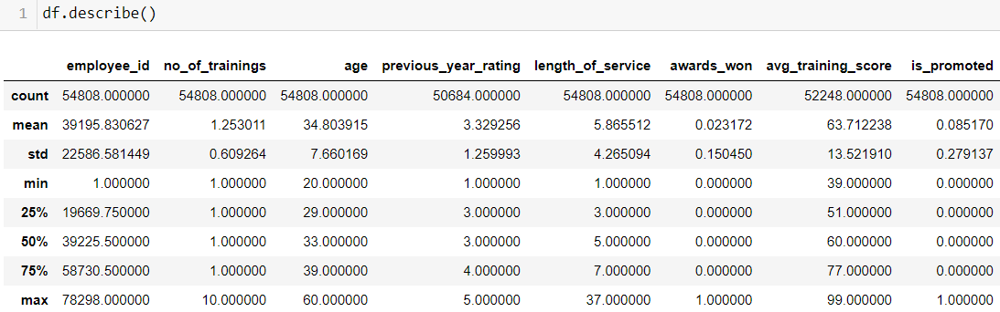 1 df.describe()
employee_id no_of_trainings age previous_year_rating length_of_service awards_won avg_training_score is_promoted
count 54808.000000 54808.000000 54808.000000 50684.000000 54808.000000 54808.000000 52248.000000 54808.000000
mean 39195.830627 1.253011 34.803915 3.329256 5.865512 0.023172 63.712238 0.085170
std 22586.581449 0.609264 7.660169 1.259993 4.265094 0.150450 13.521910 0.279137
min 1.000000 1.000000 20.000000 1.000000 1.000000 0.000000 39.000000 0.000000
25% 19669.750000 1.000000 29.000000 3.000000 3.000000 0.000000 51.000000 0.000000
50% 39225.500000 1.000000 33.000000 3.000000 5.000000 0.000000 60.000000 0.000000
75% 58730.500000 1.000000 39.000000 4.000000 7.000000 0.000000 77.000000 0.000000
max 78298.000000 10.000000 60.000000 5.000000 37.000000 1.000000 99.000000 1.000000